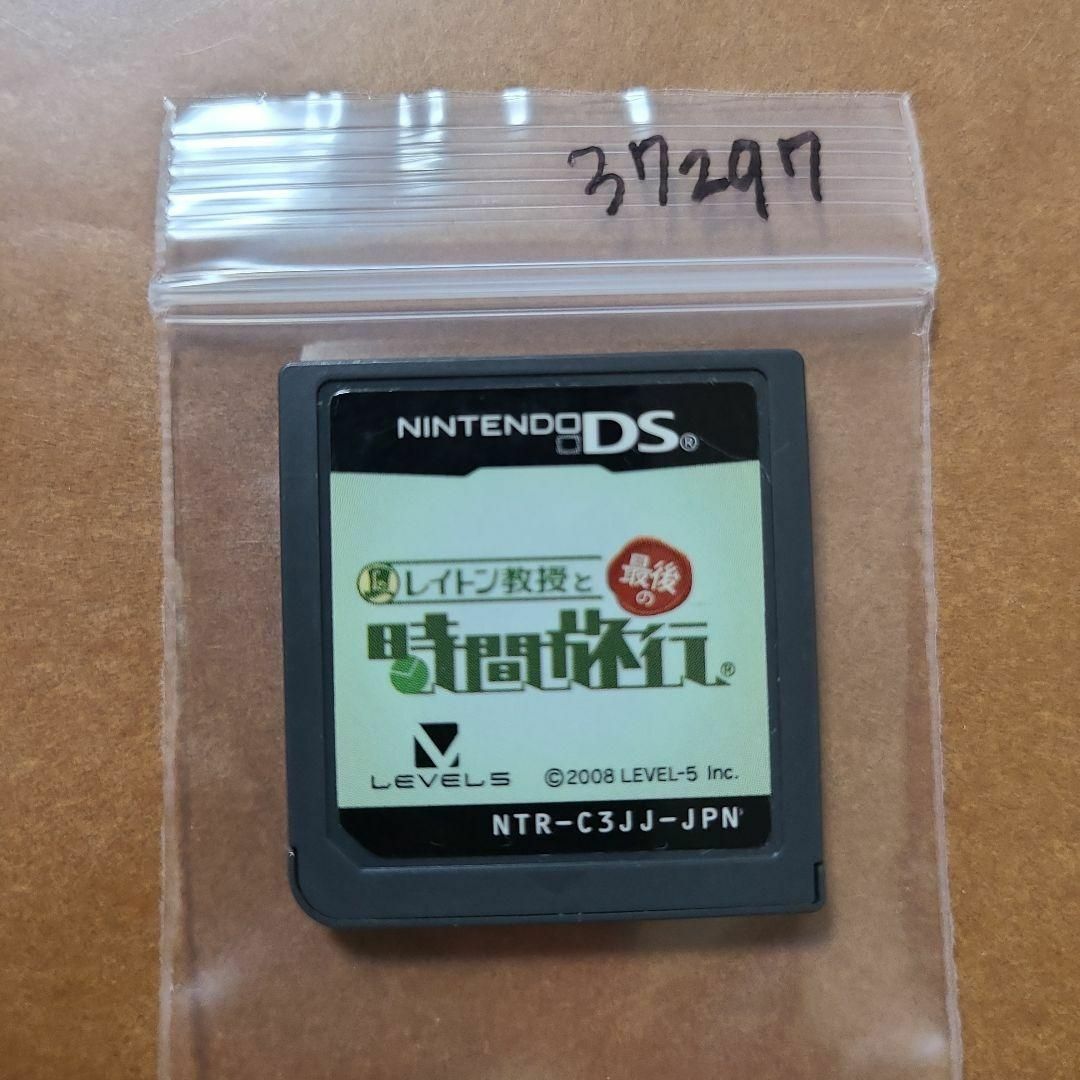 37297
NINTENDO DS®
レイトン教授と
最後の
時間旅行®
LEVEL5
©2008 LEVEL-5 Inc.
NTR-C3JJ-JPN